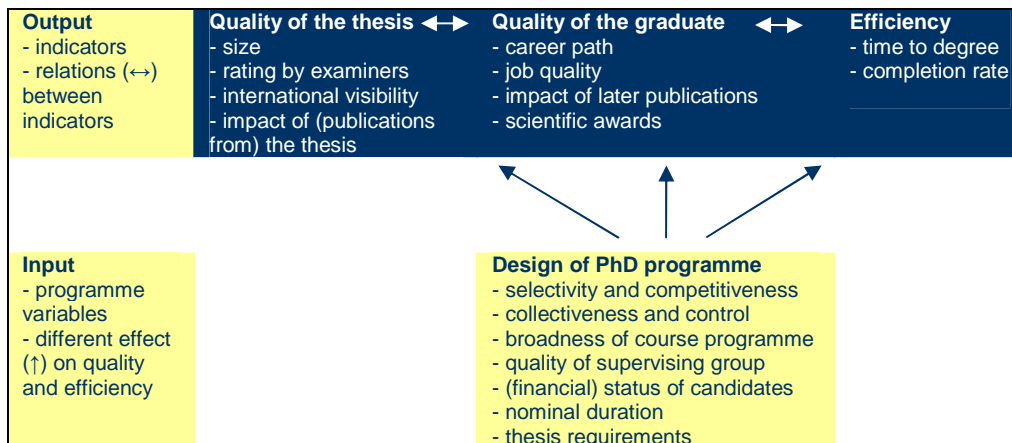 Output
- indicators
- relations (↔)
between
indicators
Quality of the thesis
- size
- rating by examiners
- international visibility
- impact of (publications
from) the thesis
Quality of the graduate
- career path
- job quality
- impact of later publications
- scientific awards
Efficiency
- time to degree
- completion rate
Input
- programme
variables
- different effect
(↑) on quality
and efficiency
Design of PhD programme
- selectivity and competitiveness
- collectiveness and control
- broadness of course programme
- quality of supervising group
- (financial) status of candidates
- nominal duration
- thesis requirements